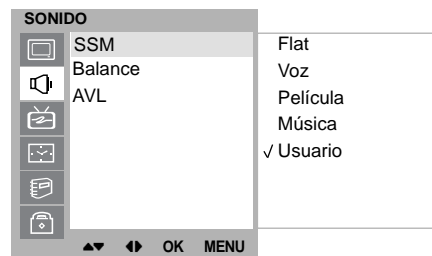 SONIDO
SSM
Balance
AVL
Flat
Voz
Película
Música
√ Usuario
OK MENU